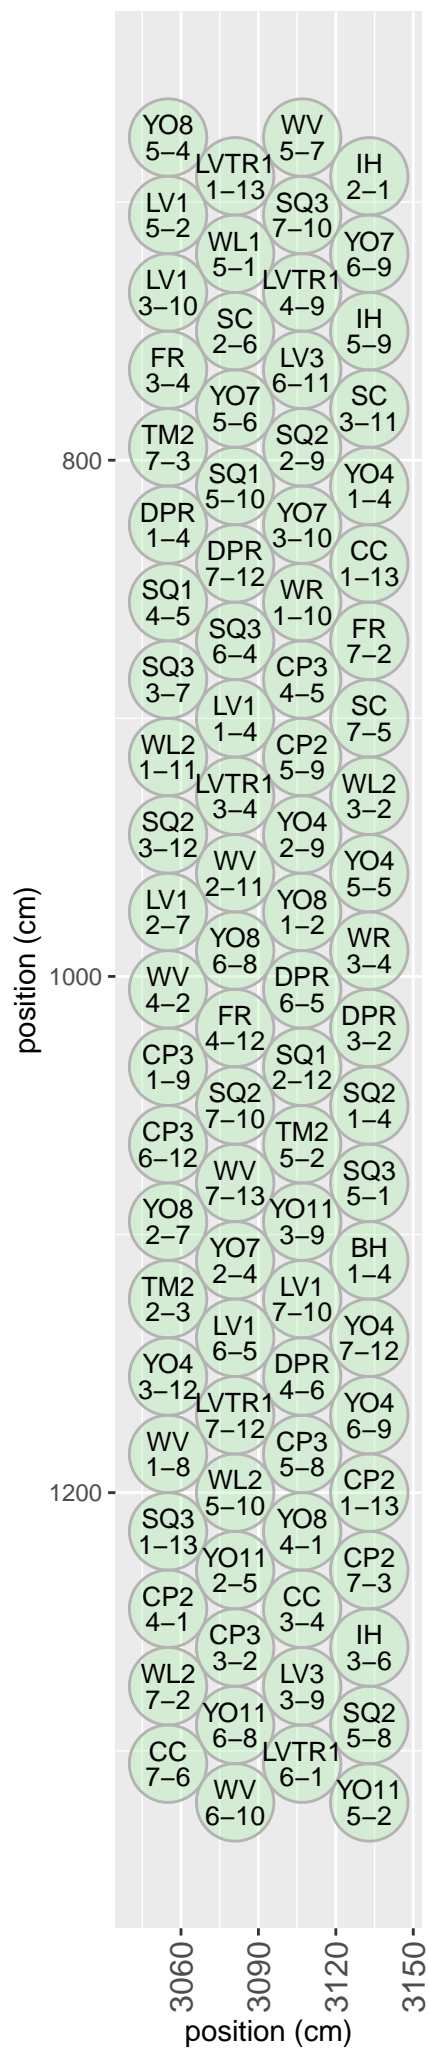 YO8
5–4
WV
5–7
LVTR1
1–13
IH
2–1
LV1
5–2
SQ3
7–10
WL1
5–1
YO7
6–9
LV1
3–10
LVTR1
4–9
SC
2–6
IH
5–9
FR
3–4
LV3
6–11
YO7
5–6
SC
3–11
TM2
7–3
SQ2
2–9
800
SQ1
5–10
YO4
1–4
DPR
1–4
YO7
3–10
DPR
7–12
CC
1–13
SQ1
4–5
WR
1–10
SQ3
6–4
FR
7–2
SQ3
3–7
CP3
4–5
LV1
1–4
SC
7–5
WL2
1–11
CP2
5–9
LVTR1
3–4
WL2
3–2
SQ2
3–12
YO4
2–9
WV
2–11
YO4
5–5
LV1
2–7
YO8
1–2
YO8
6–8
WR
3–4
position (cm)
1000
WV
4–2
DPR
6–5
FR
4–12
DPR
3–2
CP3
1–9
SQ1
2–12
SQ2
7–10
SQ2
1–4
CP3
6–12
TM2
5–2
WV
7–13
SQ3
5–1
YO8
2–7
YO11
3–9
YO7
2–4
BH
1–4
TM2
2–3
LV1
7–10
LV1
6–5
YO4
7–12
YO4
3–12
DPR
4–6
LVTR1
7–12
YO4
6–9
WV
1–8
CP3
5–8
1200
WL2
5–10
CP2
1–13
SQ3
1–13
YO8
4–1
YO11
2–5
CP2
7–3
CP2
4–1
CC
3–4
CP3
3–2
IH
3–6
WL2
7–2
LV3
3–9
YO11
6–8
SQ2
5–8
CC
7–6
LVTR1
6–1
WV
6–10
YO11
5–2
3060
3090
3120
3150
position (cm)